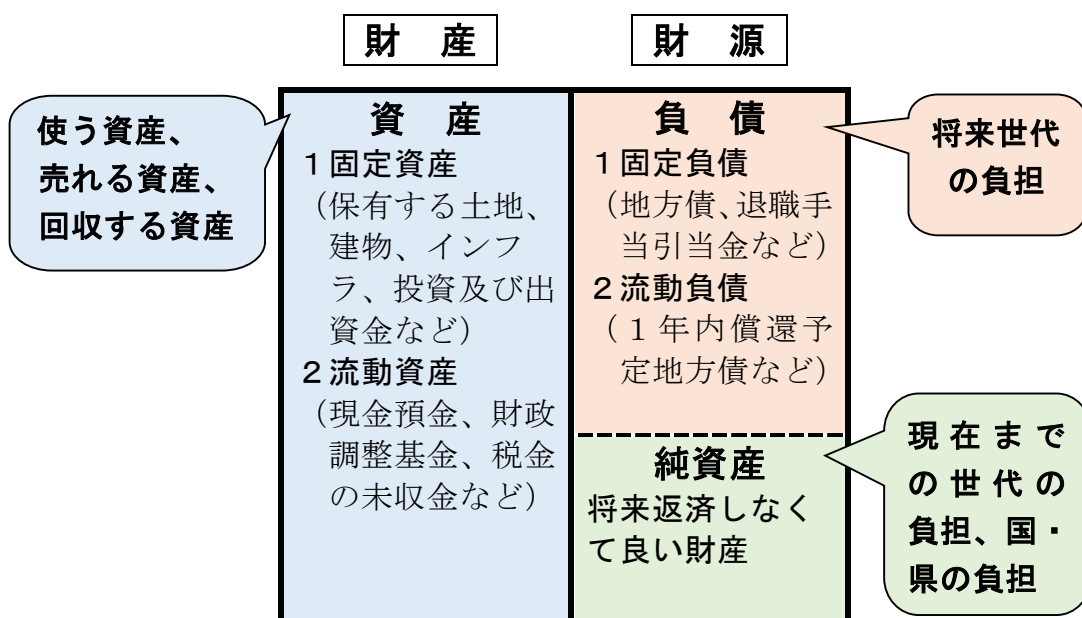 財　産
財　源
使う資産、
売れる資産、
回収する資産
資　産
１固定資産
（保有する土地、
建物、インフ
ラ、投資及び出
資金など）
２流動資産
（現金預金、財政
調整基金、税金
の未収金など）
負　債
１固定負債
（地方債、退職手
当引当金など）
２流動負債
（１年内償還予
定地方債など）
純資産
将来返済しなく
て良い財産
将来世代
の負担
現在まで
の世代の
負担、国・
県の負担